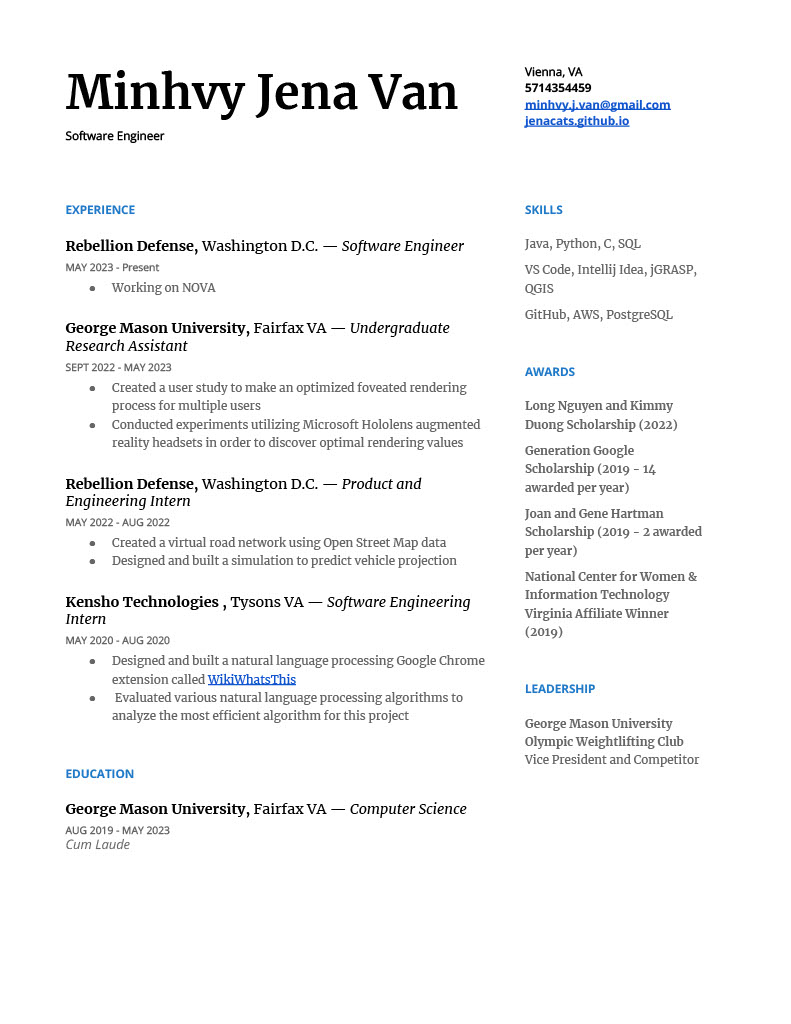 Minhvy Jena Van
Software Engineer
Vienna, VA
5714354459
minhvy.j.van@gmail.com
jenacats.github.io
EXPERIENCE
Rebellion Defense, Washington D.C. — Software Engineer
MAY 2023 - Present
● Working on NOVA
George Mason University, Fairfax VA — Undergraduate
Research Assistant
SEPT 2022 - MAY 2023
● Created a user study to make an optimized foveated rendering
process for multiple users
● Conducted experiments utilizing Microsoft Hololens augmented
reality headsets in order to discover optimal rendering values
Rebellion Defense, Washington D.C. — Product and
Engineering Intern
MAY 2022 - AUG 2022
● Created a virtual road network using Open Street Map data
● Designed and built a simulation to predict vehicle projection
Kensho Technologies , Tysons VA — Software Engineering
Intern
MAY 2020 - AUG 2020
● Designed and built a natural language processing Google Chrome
extension called WikiWhatsThis
● Evaluated various natural language processing algorithms to
analyze the most efficient algorithm for this project
EDUCATION
George Mason University, Fairfax VA — Computer Science
AUG 2019 - MAY 2023
Cum Laude
SKILLS
Java, Python, C, SQL
VS Code, Intellij Idea, jGRASP,
QGIS
GitHub, AWS, PostgreSQL
AWARDS
Long Nguyen and Kimmy
Duong Scholarship (2022)
Generation Google
Scholarship (2019 - 14
awarded per year)
Joan and Gene Hartman
Scholarship (2019 - 2 awarded
per year)
National Center for Women &
Information Technology
Virginia Affiliate Winner
(2019)
LEADERSHIP
George Mason University
Olympic Weightlifting Club
Vice President and Competitor